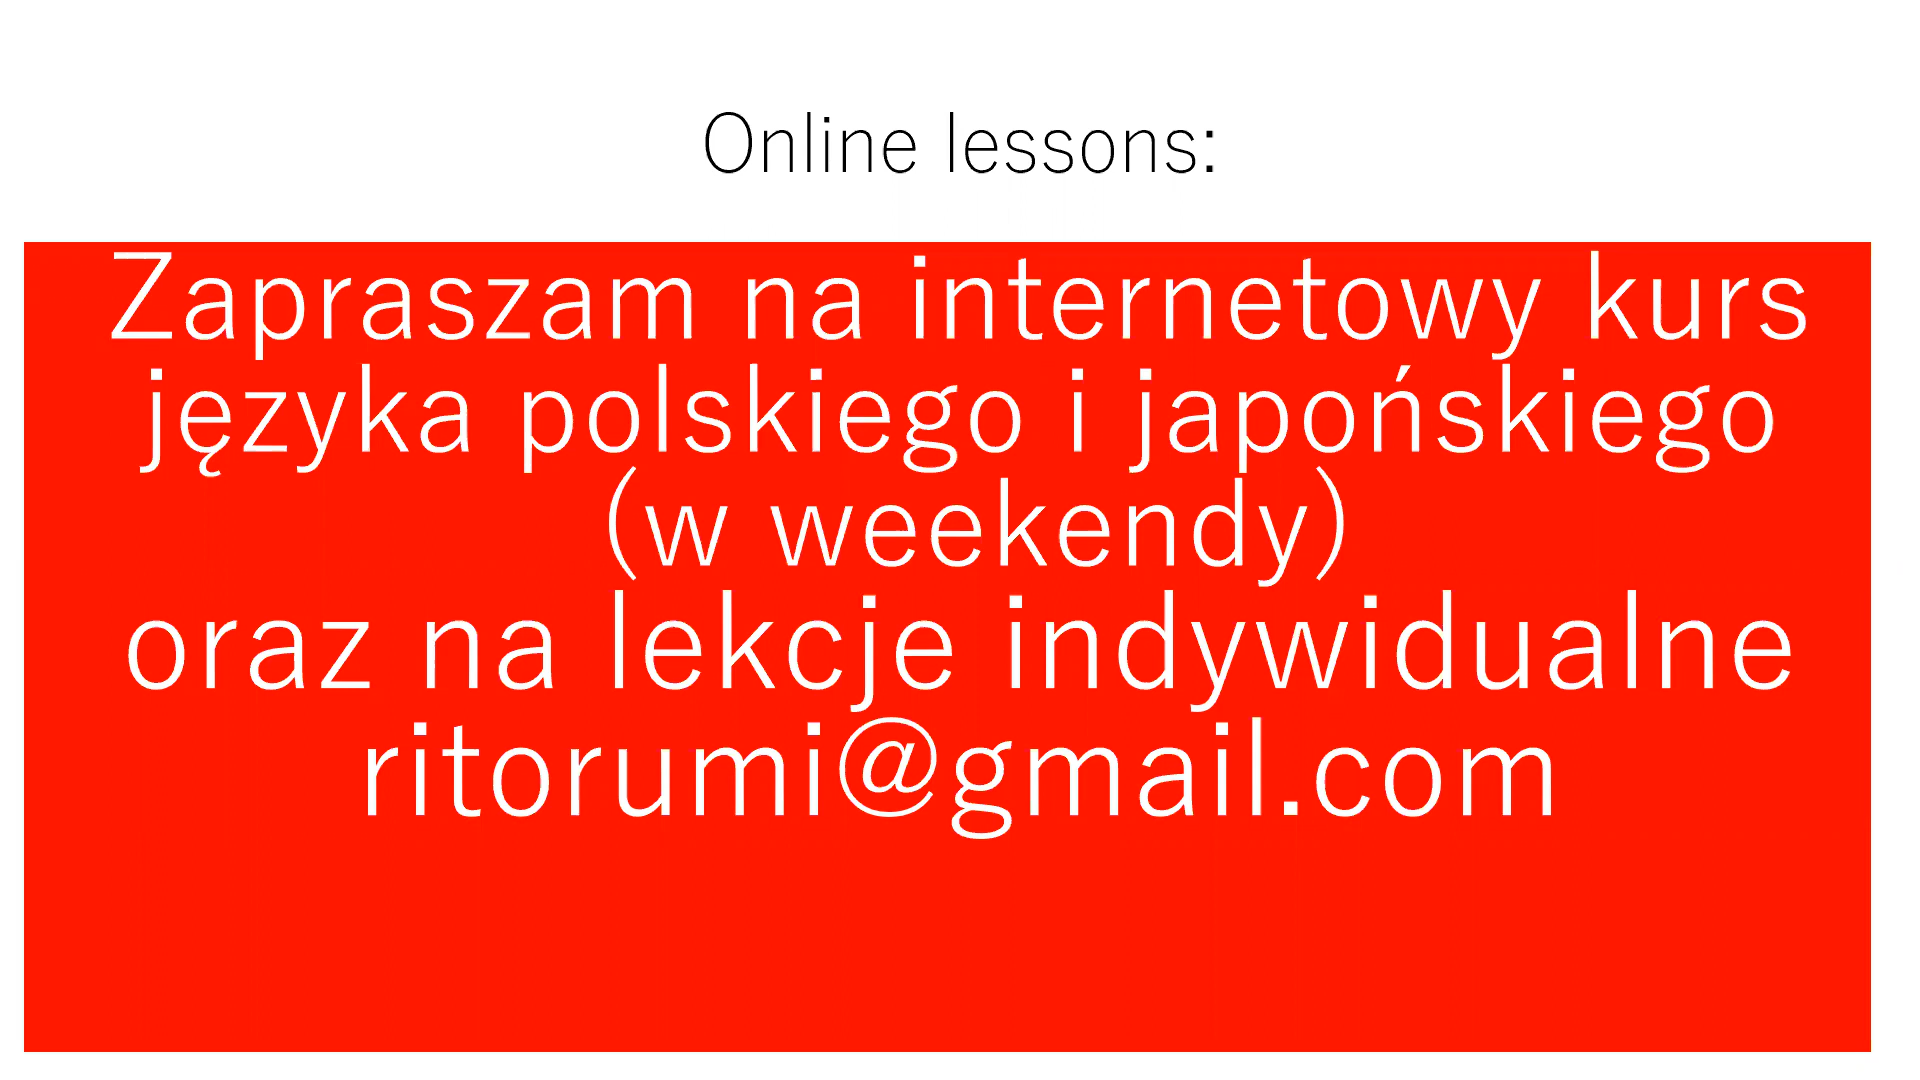 Online lessons:
Zapraszam na internetowy kurs
języka polskiego i japońskiego
(w weekendy)
oraz na lekcje indywidualne
ritorumi@gmail.com